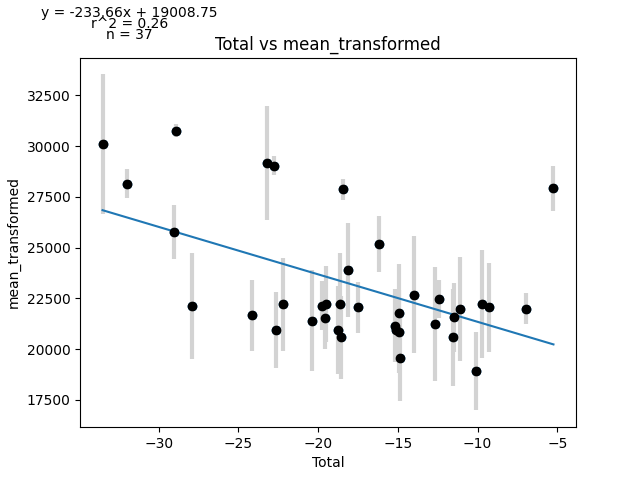 y = -233.66x + 19008.75
r^2 = 0.26
n = 37
Total vs mean_transformed
mean_transformed
32500
30000
27500
25000
22500
20000
17500
−30
−25
−20
−15
−10
−5
Total